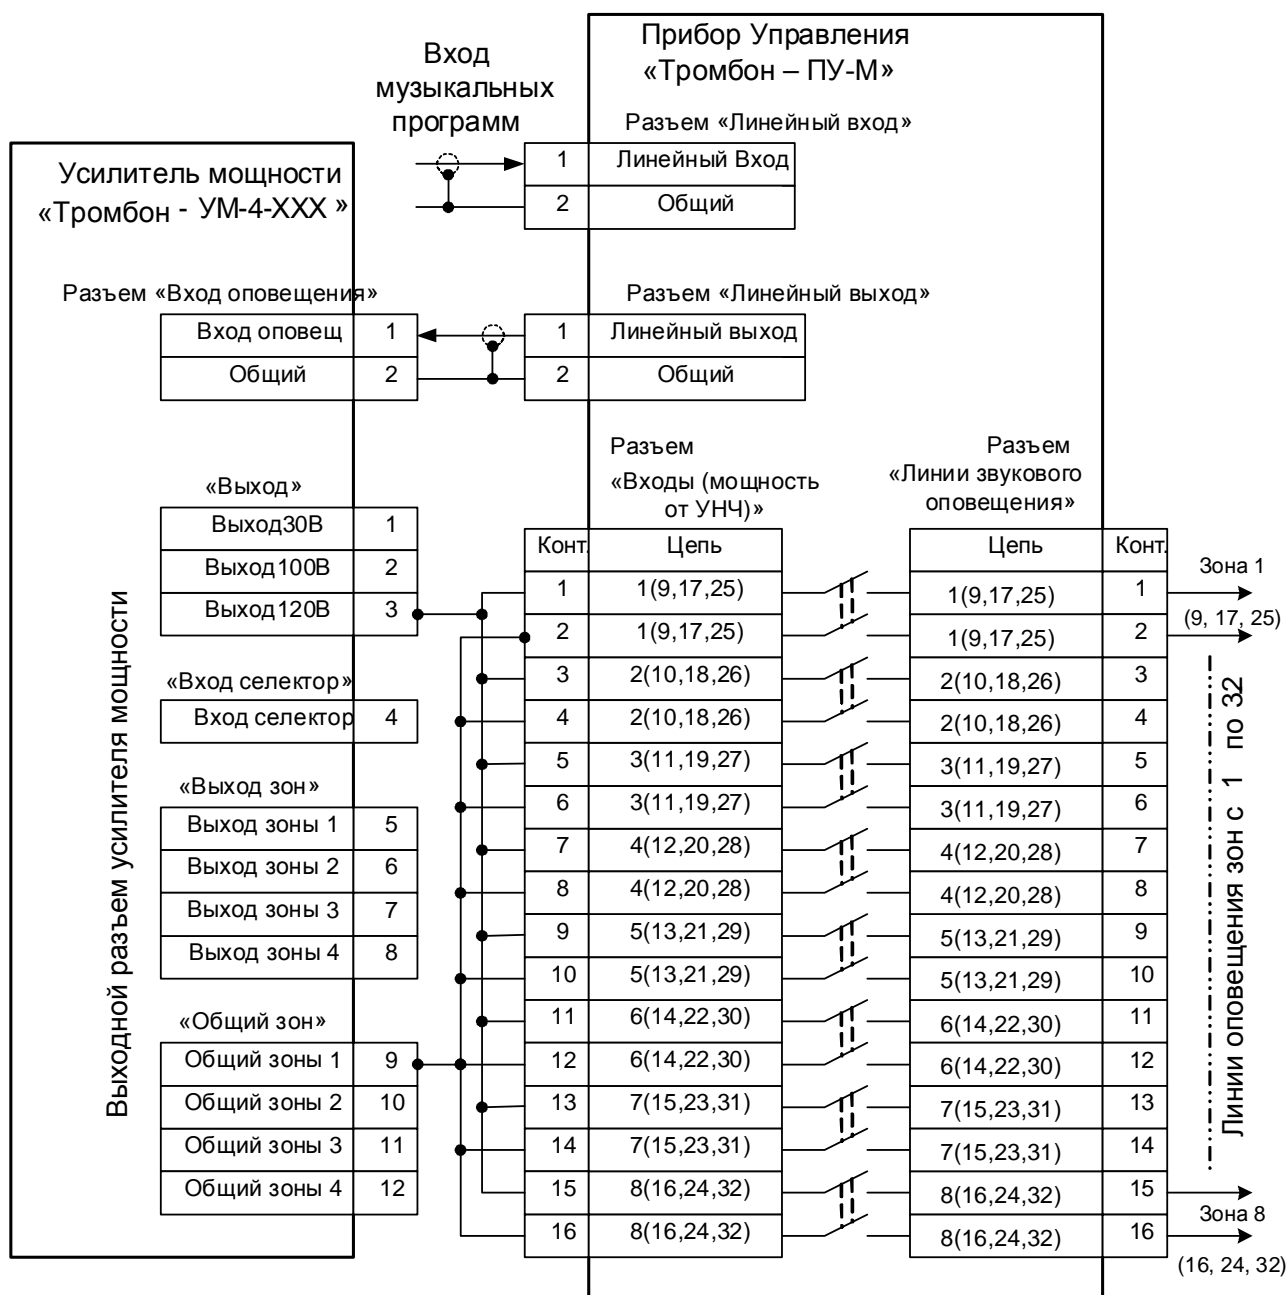 Прибор Управления
«Тромбон – ПУ-М»
Вход
музыкальных
программ
Разъем «Линейный вход»
1 Линейный Вход
2 Общий
Усилитель мощности
«Тромбон - УМ-4-ХХХ »
Разъем «Вход оповещения»
Вход оповещ 1
Общий 2
Разъем «Линейный выход»
1 Линейный выход
2 Общий
Выходной разъем усилителя мощности
«Выход»
Выход30В 1
Выход100В 2
Выход120В 3
«Вход селектор»
Вход селектор 4
«Выход зон»
Выход зоны 1 5
Выход зоны 2 6
Выход зоны 3 7
Выход зоны 4 8
«Общий зон»
Общий зоны 1 9
Общий зоны 2 10
Общий зоны 3 11
Общий зоны 4 12
Разъем
«Входы (мощность
от УНЧ)»
Конт. Цепь
1 1(9,17,25)
2 1(9,17,25)
3 2(10,18,26)
4 2(10,18,26)
5 3(11,19,27)
6 3(11,19,27)
7 4(12,20,28)
8 4(12,20,28)
9 5(13,21,29)
10 5(13,21,29)
11 6(14,22,30)
12 6(14,22,30)
13 7(15,23,31)
14 7(15,23,31)
15 8(16,24,32)
16 8(16,24,32)
Разъем
«Линии звукового
оповещения»
Цепь Конт.
1(9,17,25) 1
1(9,17,25) 2
2(10,18,26) 3
2(10,18,26) 4
3(11,19,27) 5
3(11,19,27) 6
4(12,20,28) 7
4(12,20,28) 8
5(13,21,29) 9
5(13,21,29) 10
6(14,22,30) 11
6(14,22,30) 12
7(15,23,31) 13
7(15,23,31) 14
8(16,24,32) 15
8(16,24,32) 16
Зона 1
(9, 17, 25)
Линии оповещения зон с 1 по 32
Зона 8
(16, 24, 32)